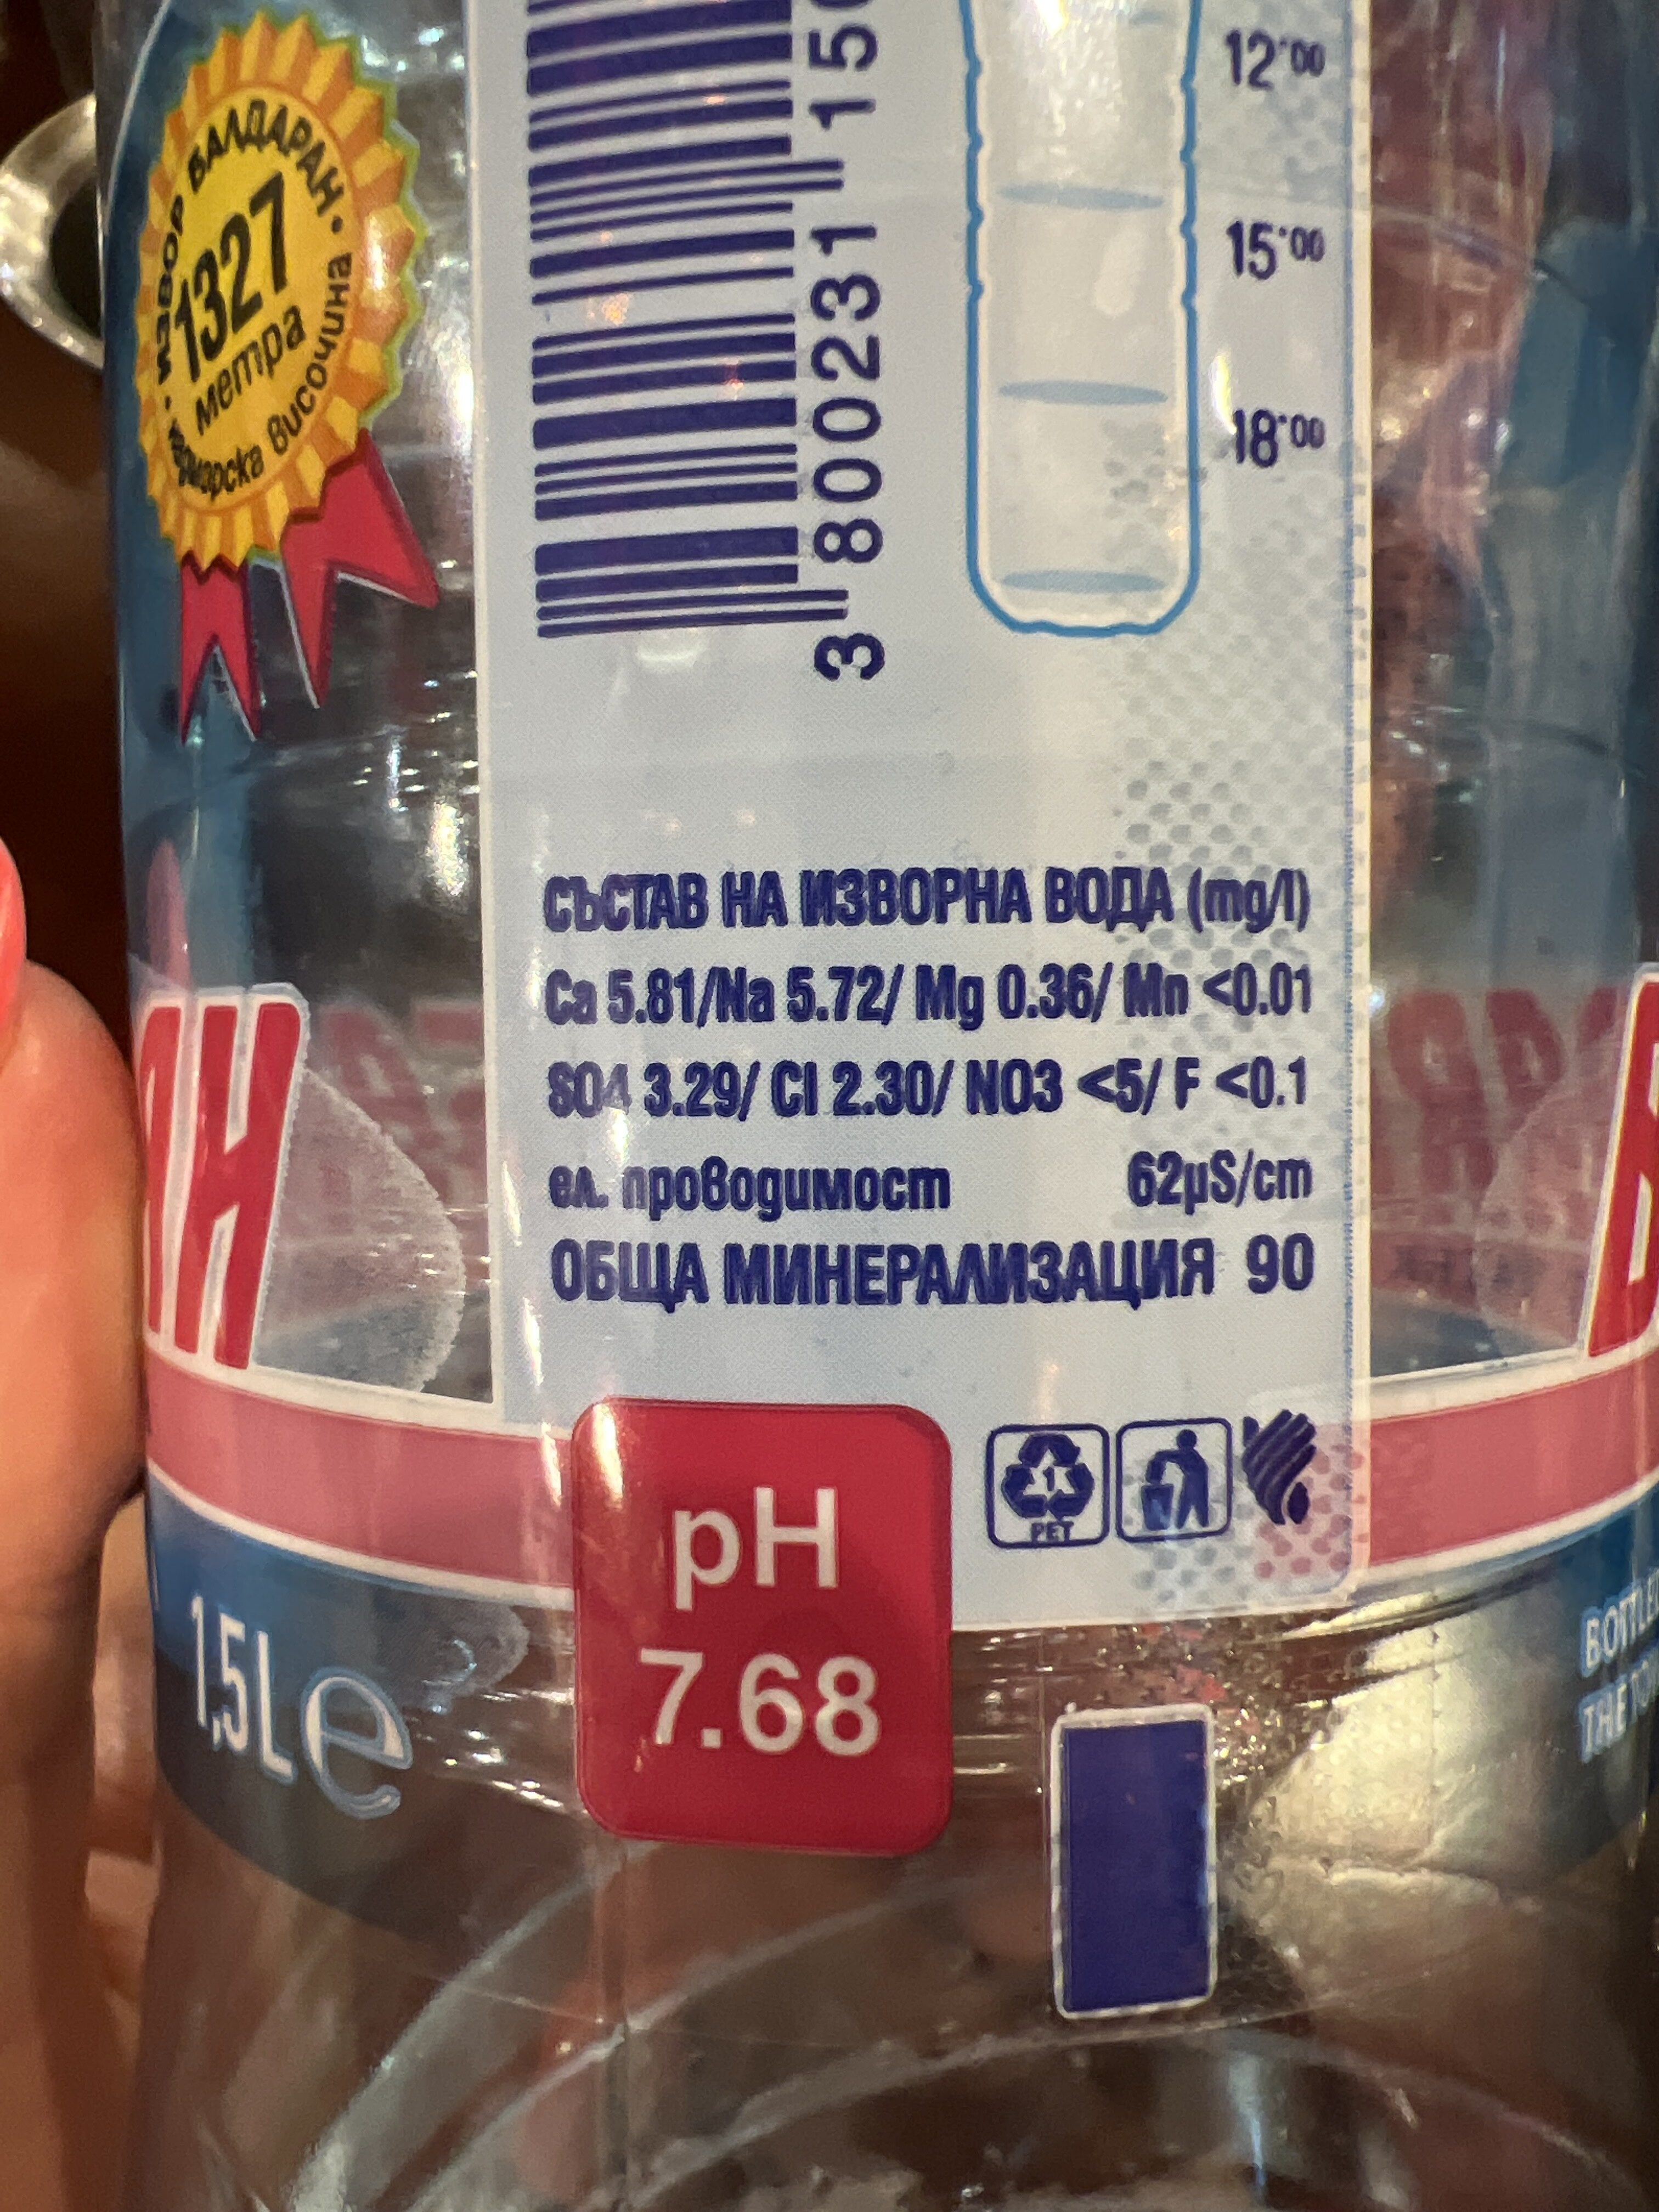 ИЗВОР ВАЛДАРАН •
1327
метра
надморска височина
3 800231 15
12:00
15:00
18:00
СЪСТАВ НА ИЗВОРНА ВОДА (mg/l)
Ca 5.81/Na 5.72/ Mg 0.36/ Mn <0.01
SO4 3.29/ Cl 2.30/ NO3 <5/ F <0.1
ел. проводимост 62µS/cm
ОБЩА МИНЕРАЛИЗАЦИЯ 90
АН
1
PET
pH
7.68
1,5L e